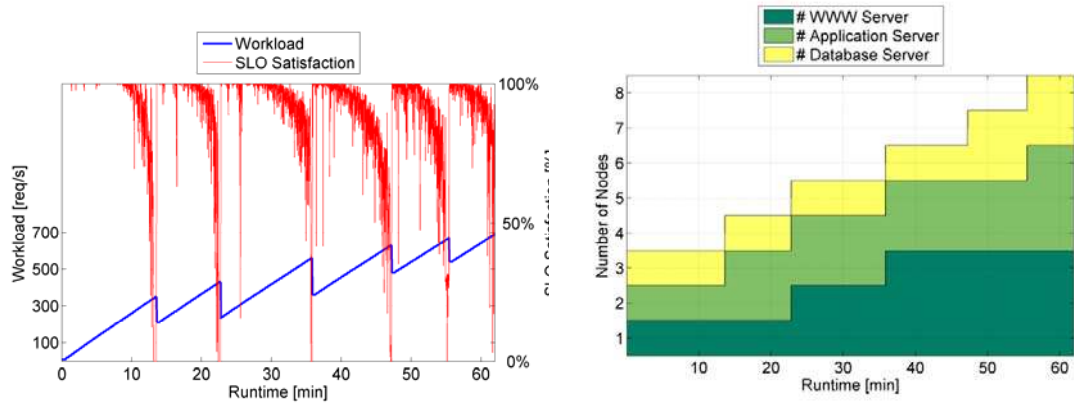 Workload
SLO Satisfaction
100%
50%
0%
SLO Satisfaction [%]
Workload [req/s]
700
500
300
100
0 10 20 30 40 50 60
Runtime [min]
# WWW Server
# Application Server
# Database Server
Number of Nodes
8
7
6
5
4
3
2
1
10 20 30 40 50 60
Runtime [min]